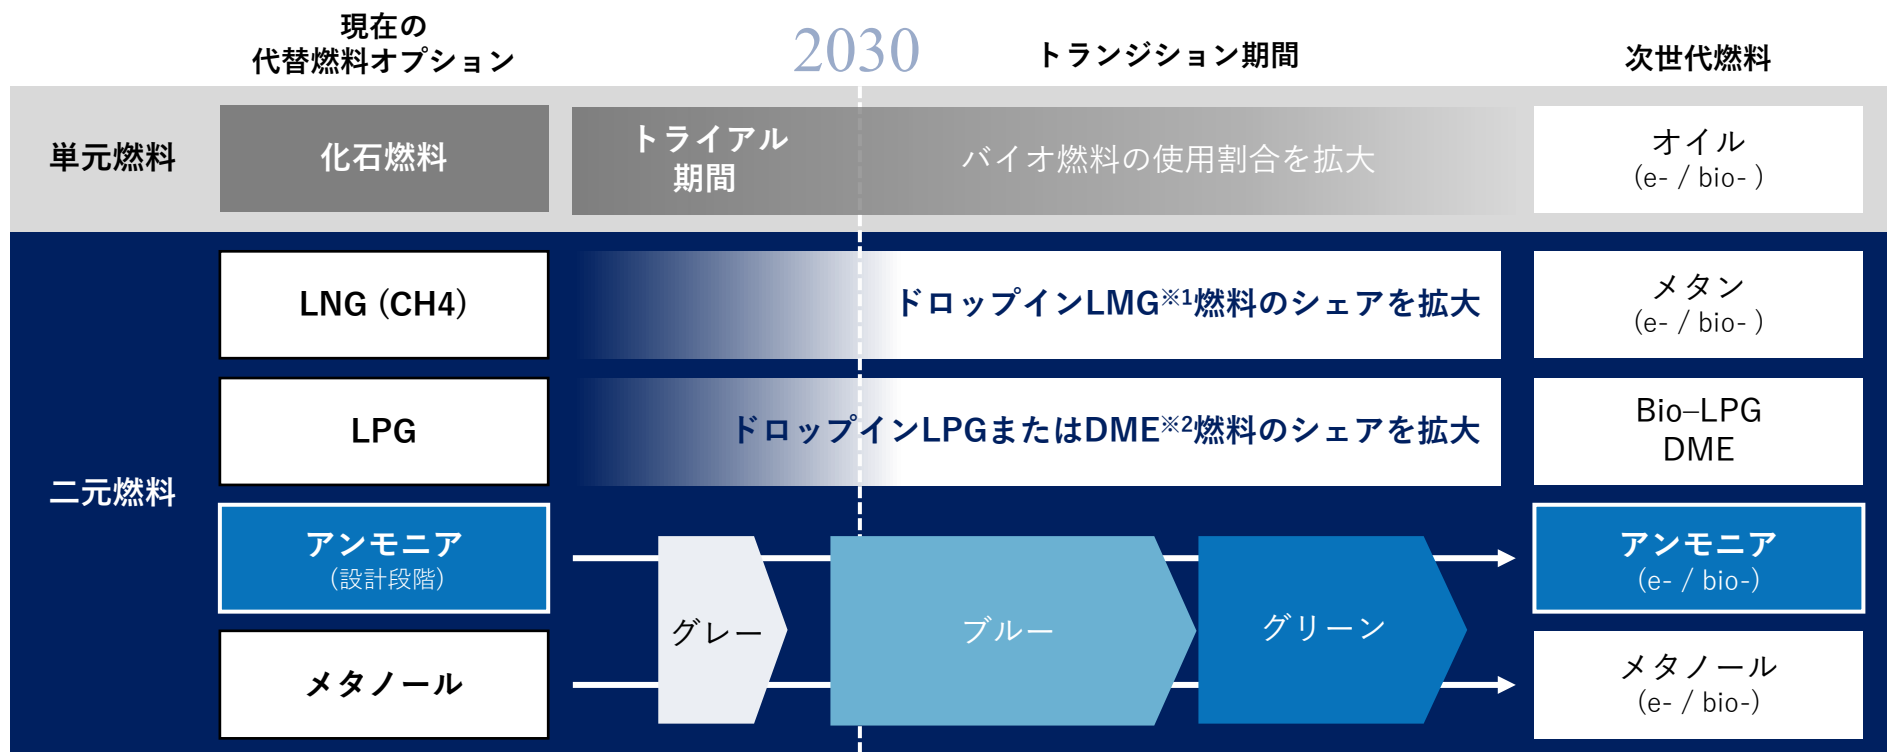 現在の
代替燃料オプション
2030
トランジション期間
次世代燃料
単元燃料
化石燃料
トライアル
期間
バイオ燃料の使用割合を拡大
オイル
(e- / bio- )
二元燃料
LNG (CH4)
ドロップインLMG※1燃料のシェアを拡大
メタン
(e- / bio- )
LPG
ドロップインLPGまたはDME※2燃料のシェアを拡大
Bio–LPG
DME
アンモニア
(設計段階)
グレー
ブルー
グリーン
アンモニア
(e- / bio-)
メタノール
メタノール
(e- / bio-)